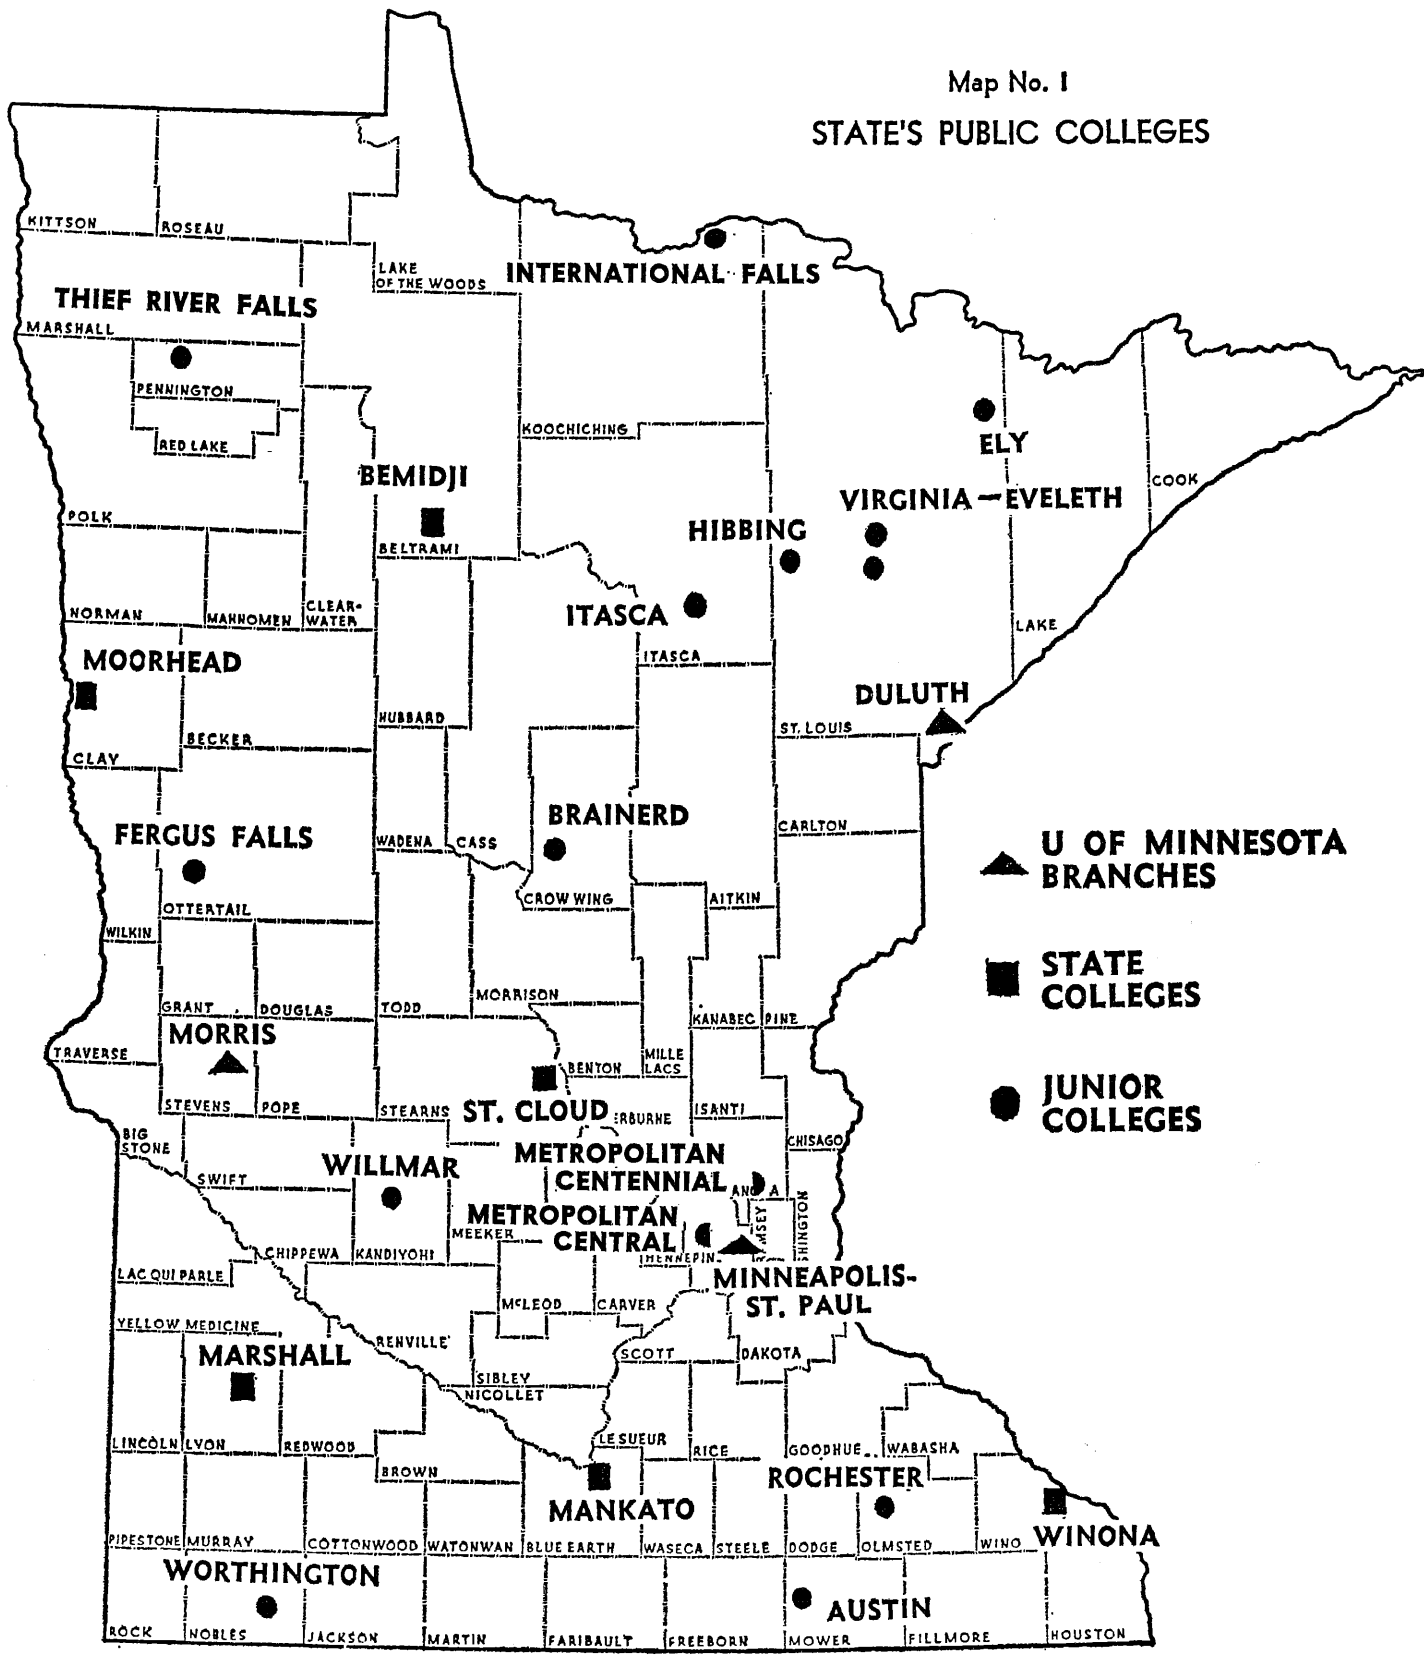 Map No. 1
STATE'S PUBLIC COLLEGES
KITTSON
ROSEAU
LAKE
OF THE WOODS
INTERNATIONAL FALLS
THIEF RIVER FALLS
MARSHALL
PENNINGTON
RED LAKE
KOOCHICHING
ELY
BEMIDJI
COOK
VIRGINIA—EVELETH
HIBBING
POLK
BELTRAMI
NORMAN
MAHNOMEN
CLEAR-
WATER
ITASCA
LAKE
ITASCA
MOORHEAD
DULUTH
HUBBARD
ST. LOUIS
BECKER
CLAY
BRAINERD
FERGUS FALLS
WADENA
CASS
CARLTON
U OF MINNESOTA
BRANCHES
OTTERTAIL
CROW WING
AITKIN
WILKIN
STATE
COLLEGES
GRANT
DOUGLAS
TODD
MORRISON
KANABEC
PINE
MORRIS
TRAVERSE
MILLE
LACS
BENTON
JUNIOR
COLLEGES
STEVENS
POPE
STEARNS
ST. CLOUD
ERBURNE
ISANTI
BIG
STONE
CHISAGO
METROPOLITAN
CENTENNIAL
WILLMAR
SWIFT
AN
A
METROPOLITAN
CENTRAL
MSEY
SHINGTON
MEEKER
CHIPPEWA
KANDIYOHI
HENNEPIN
LAC QUI PARLE
MINNEAPOLIS-
ST. PAUL
McLEOD
CARVER
YELLOW MEDICINE
RENVILLE
MARSHALL
SCOTT
DAKOTA
SIBLEY
NICOLLET
LINCOLN
LYON
REDWOOD
LE SUEUR
RICE
GOODHUE
WABASHA
BROWN
ROCHESTER
MANKATO
WINONA
PIPESTONE
MURRAY
COTTONWOOD
WATONWAN
BLUE EARTH
WASECA
STEELE
DODGE
OLMSTED
WINO
WORTHINGTON
AUSTIN
ROCK
NOBLES
JACKSON
MARTIN
FARIBAULT
FREEBORN
MOWER
FILLMORE
HOUSTON